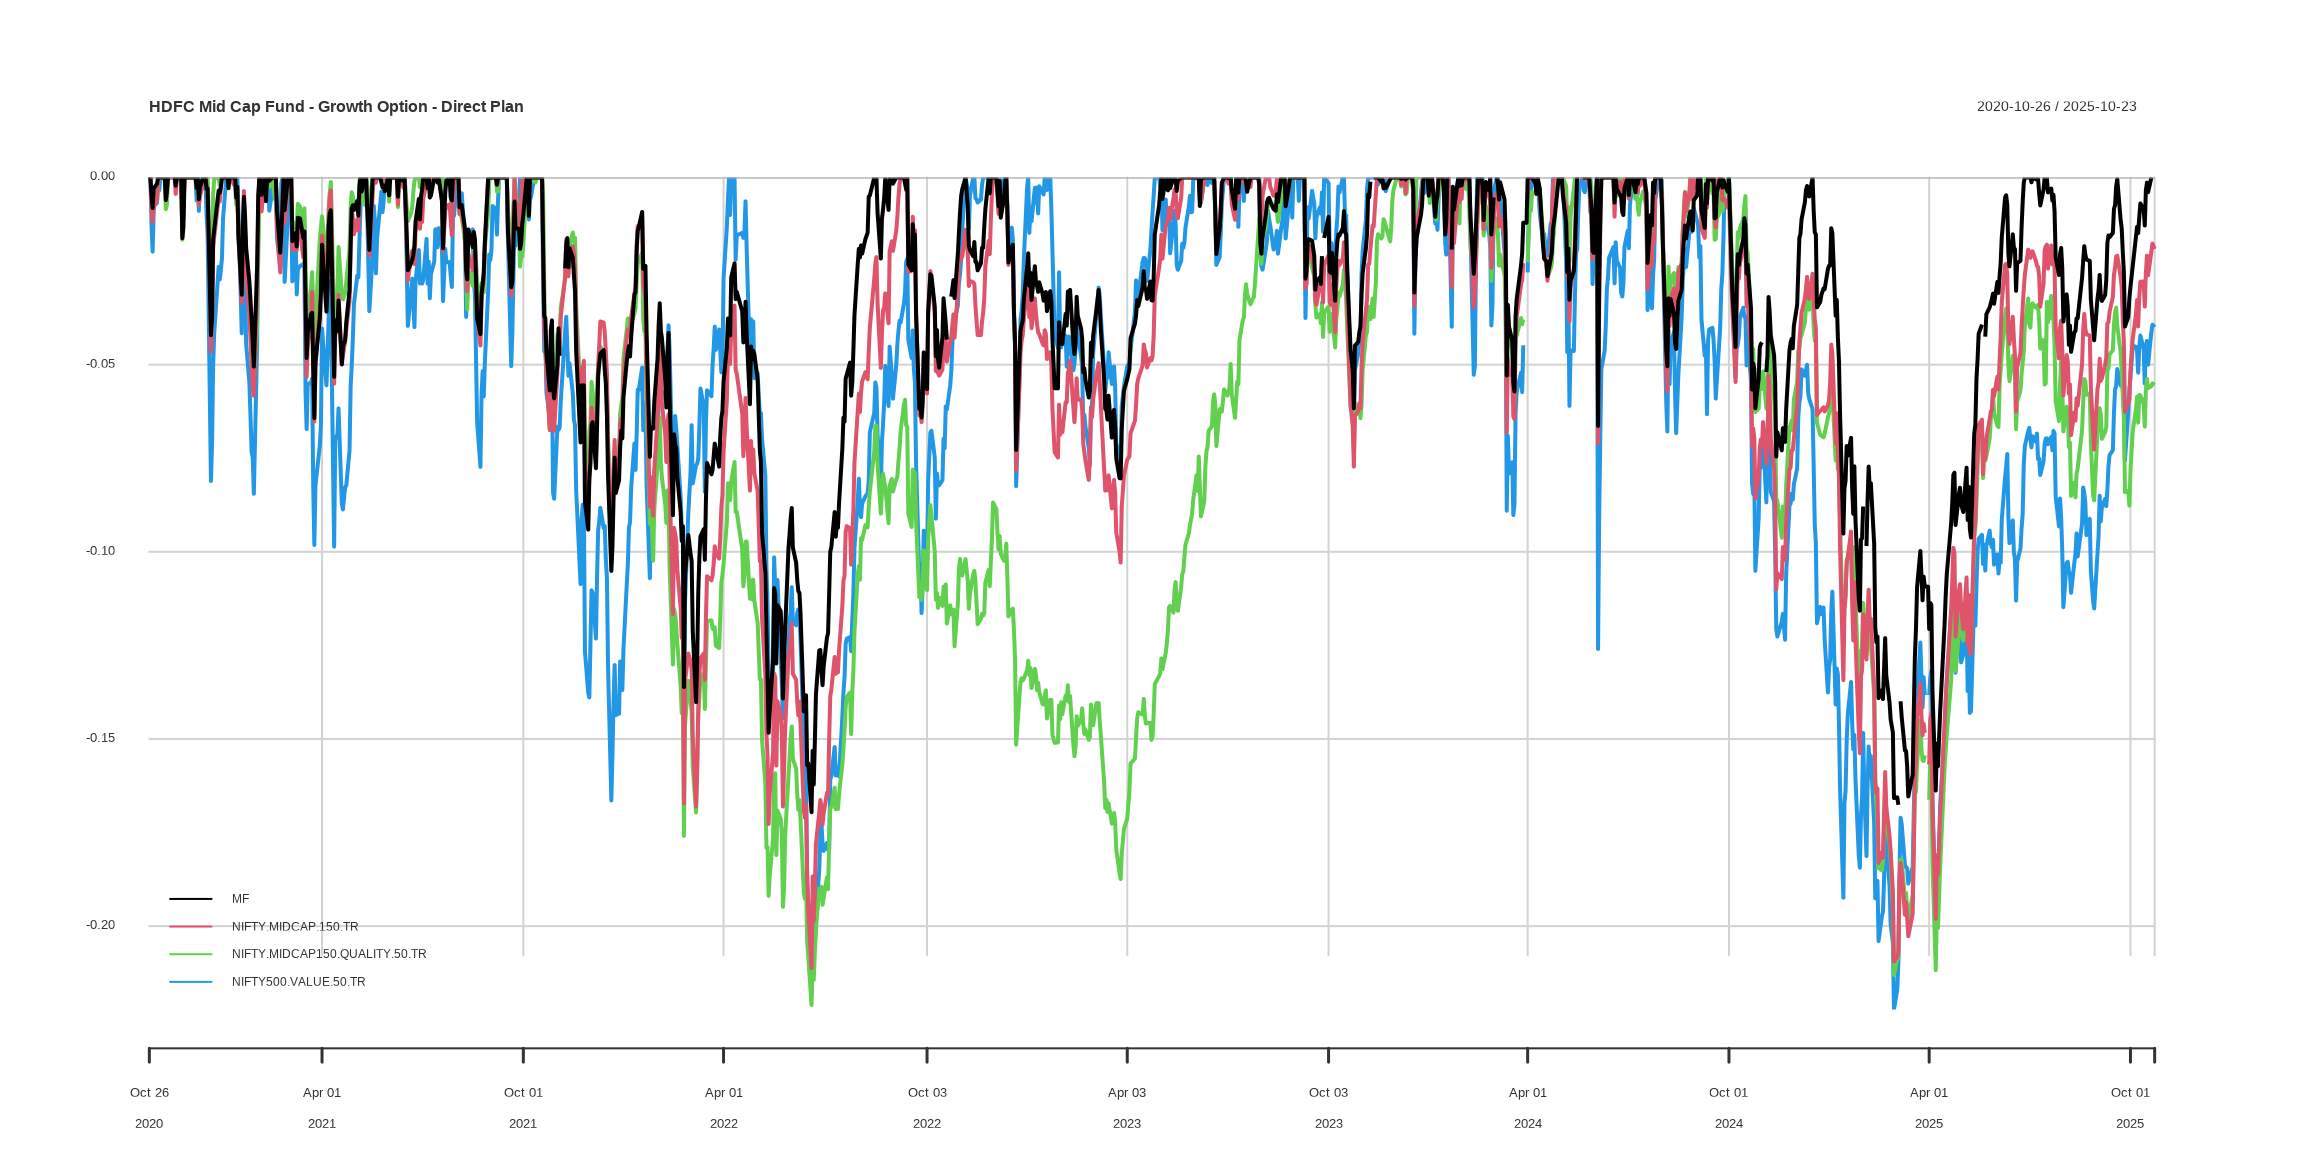 HDFC Mid Cap Fund - Growth Option - Direct Plan
2020-10-26 / 2025-10-23
0.00
-0.05
-0.10
-0.15
-0.20
MF
NIFTY.MIDCAP.150.TR
NIFTY.MIDCAP150.QUALITY.50.TR
NIFTY500.VALUE.50.TR
Oct 26 Apr 01 Oct 01 Apr 01 Oct 03 Apr 03 Oct 03 Apr 01 Oct 01 Apr 01 Oct 01
2020 2021 2021 2022 2022 2023 2023 2024 2024 2025 2025